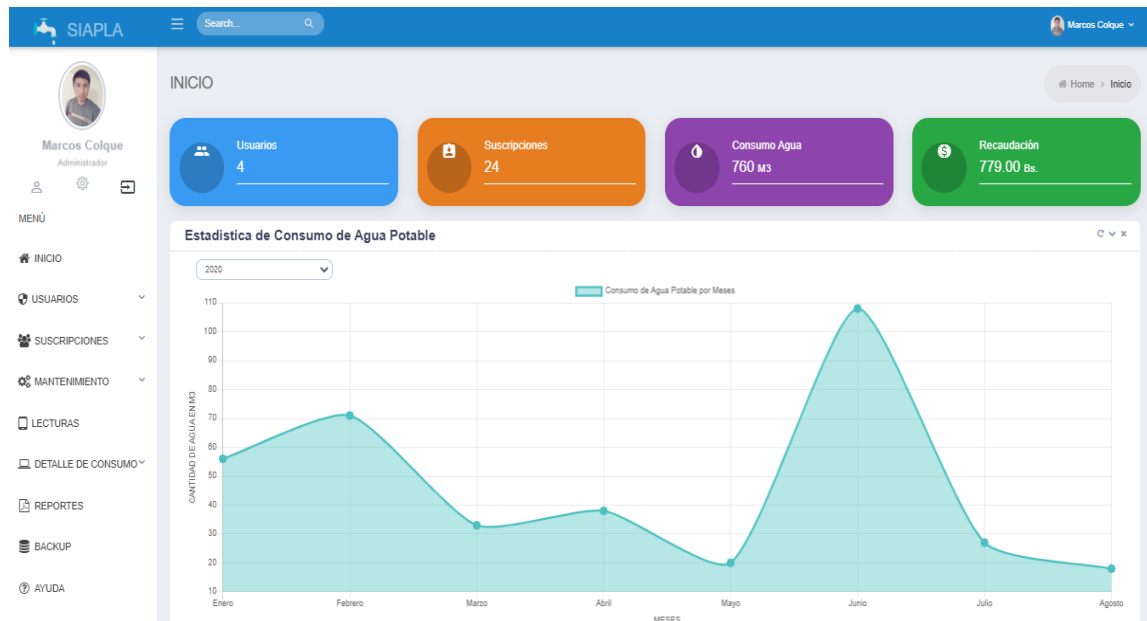 SIAPLA
Search...
Marcos Colque
Marcos Colque
Administrador
MENÚ
INICIO
USUARIOS
SUSCRIPCIONES
MANTENIMIENTO
LECTURAS
DETALLE DE CONSUMO
REPORTES
BACKUP
AYUDA
INICIO
Home > Inicio
Usuarios
4
Suscripciones
24
Consumo Agua
760 M3
Recaudación
779.00 Bs.
Estadistica de Consumo de Agua Potable
2020
Consumo de Agua Potable por Meses
CANTIDAD DE AGUA EN M3
110
100
90
80
70
60
50
40
30
20
10
Enero Febrero Marzo Abril Mayo Junio Julio Agosto
MESES